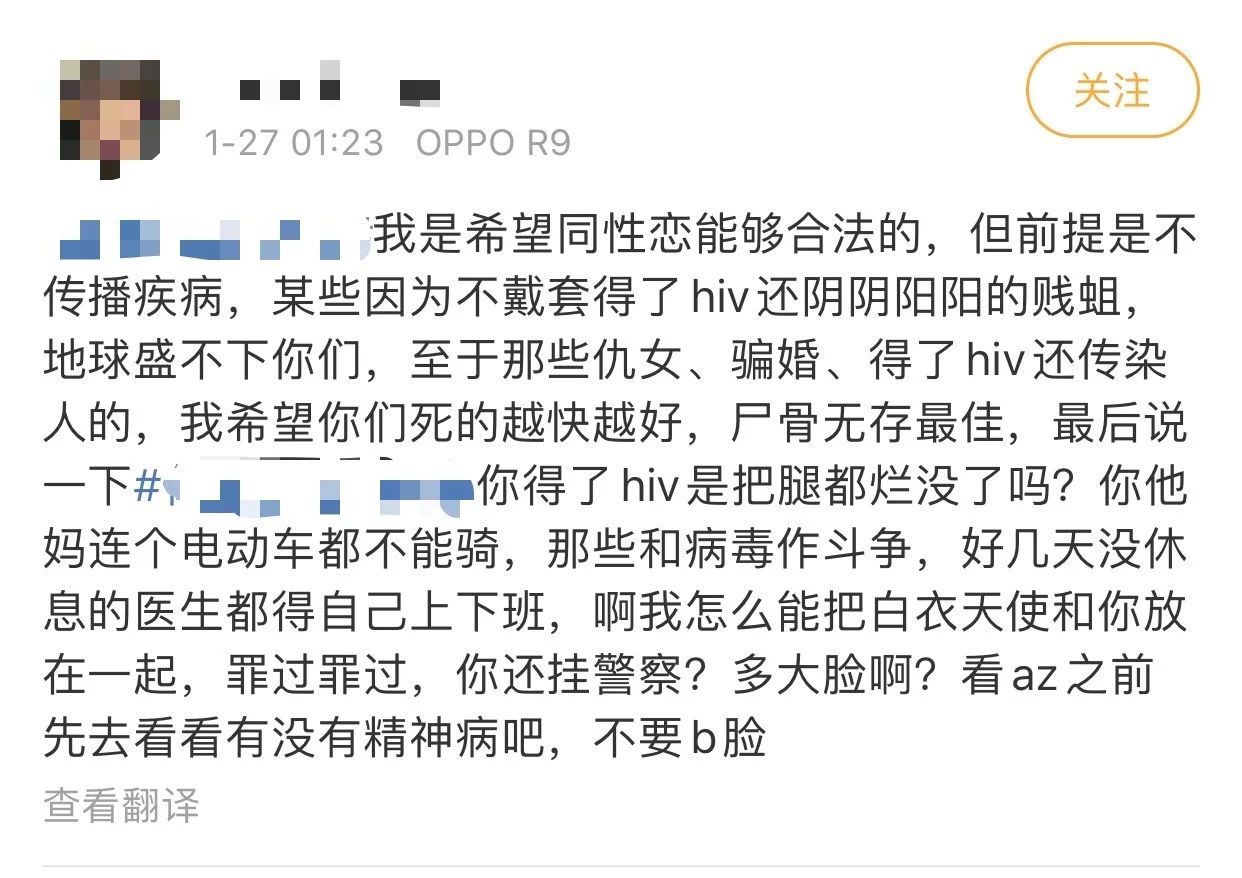 关注
1-27 01:23 OPPO R9
我是希望同性恋能够合法的，但前提是不
传播疾病，某些因为不戴套得了hiv还阴阴阳阳的贱蛆，
地球盛不下你们，至于那些仇女、骗婚、得了hiv还传染
人的，我希望你们死的越快越好，尸骨无存最佳，最后说
一下#你得了hiv是把腿都烂没了吗？你他
妈连个电动车都不能骑，那些和病毒作斗争，好几天没休
息的医生都得自己上下班，啊我怎么能把白衣天使和你放
在一起，罪过罪过，你还挂警察？多大脸啊？看az之前
先去看看有没有精神病吧，不要b脸
查看翻译